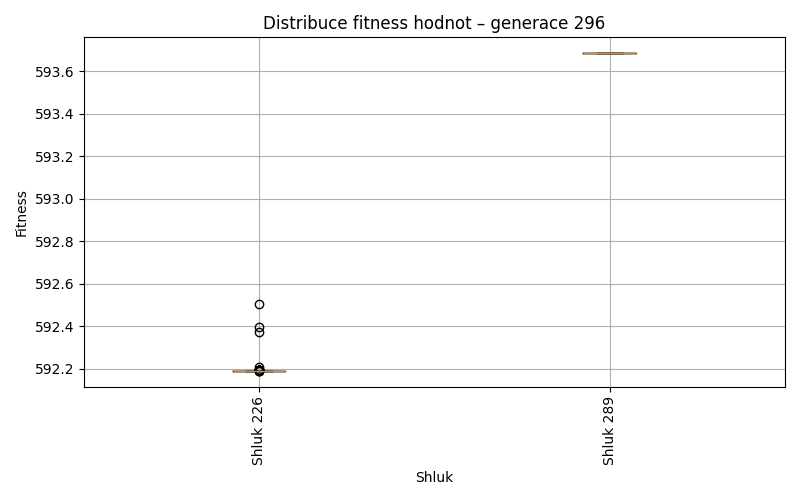 Distribuce fitness hodnot – generace 296
Fitness
593.6
593.4
593.2
593.0
592.8
592.6
592.4
592.2
Shluk 226
Shluk 289
Shluk